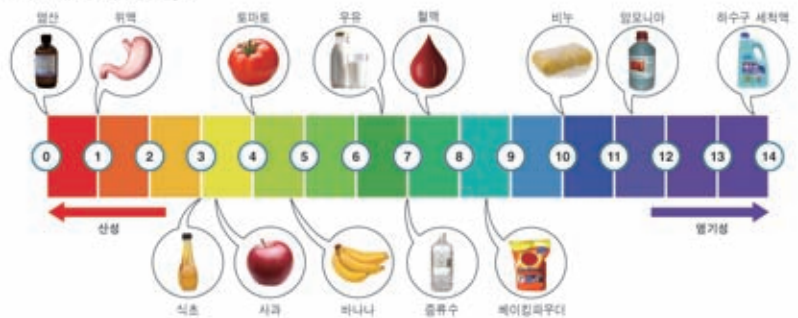 염산 위액 토마토 우유 혈액 비누 암모니아 하수구 세척액
0 1 2 3 4 5 6 7 8 9 10 11 12 13 14
산성 염기성
식초 사과 바나나 증류수 베이킹파우더